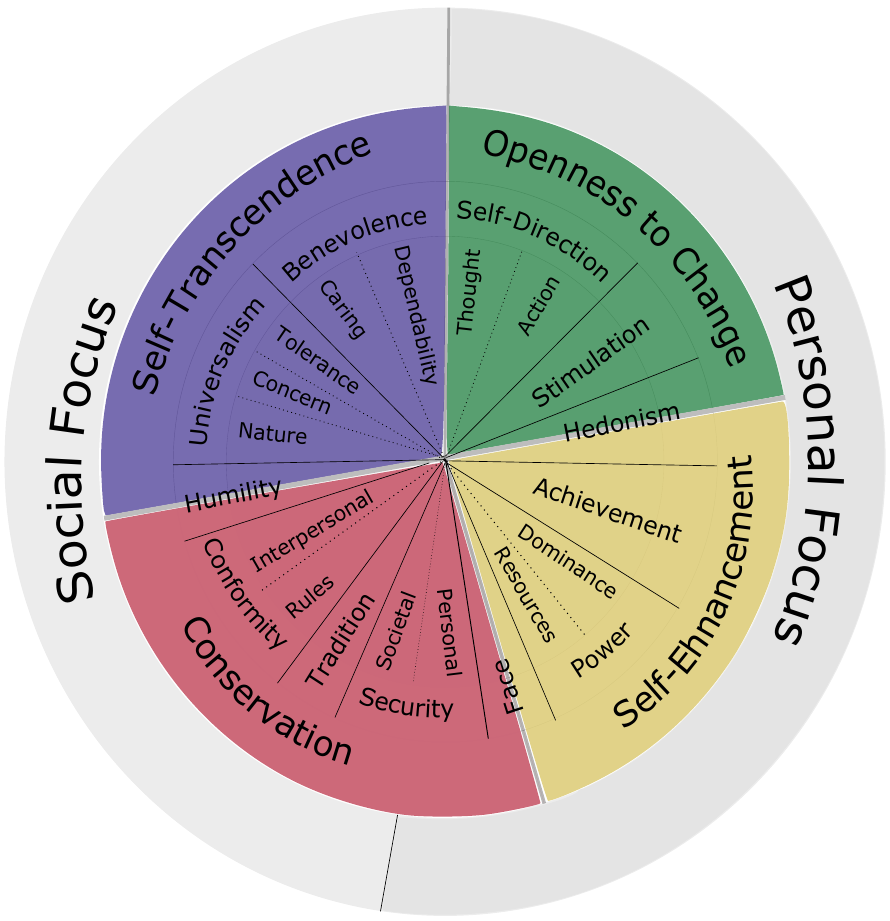 Social Focus
Personal Focus
Self-Transcendence
Benevolence
Dependability
Caring
Universalism
Tolerance
Concern
Nature
Humility
Openness to Change
Self-Direction
Thought
Action
Stimulation
Hedonism
Self-Ehnancement
Achievement
Dominance
Resources
Power
Face
Conservation
Conformity
Interpersonal
Rules
Tradition
Societal
Personal
Security